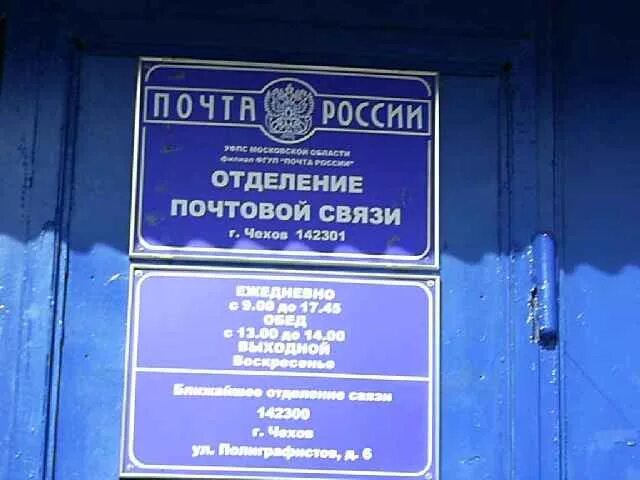 ПОЧТА РОССИИ
УФПС МОСКОВСКОЙ ОБЛАСТИ
филиал ФГУП "ПОЧТА РОССИИ"
ОТДЕЛЕНИЕ
ПОЧТОВОЙ СВЯЗИ
г. Чехов 142301
ЕЖЕДНЕВНО
с 9.00 до 17.45
ОБЕД
с 13.00 до 14.00
ВЫХОДНОЙ
Воскресенье
Ближайшее отделение связи
142300
г. Чехов
ул. Полиграфистов, д. 6